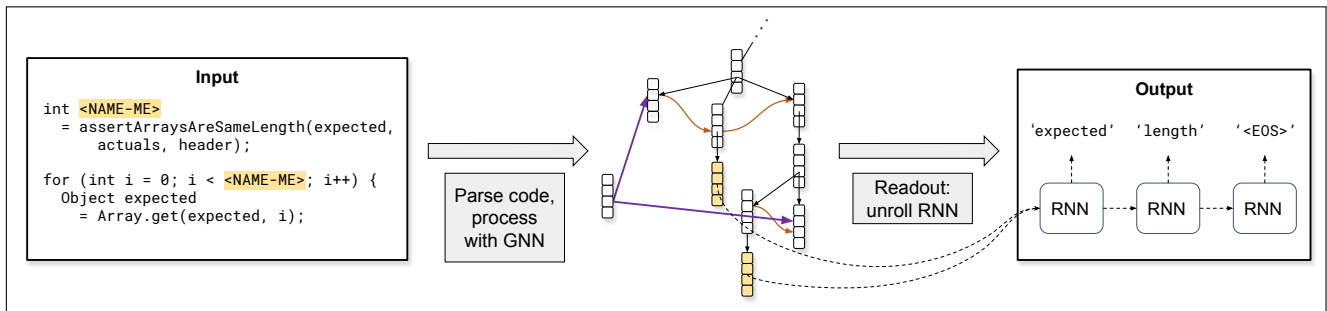 Input
int <NAME-ME>
= assertArraysAreSameLength(expected,
actuals, header);
for (int i = 0; i < <NAME-ME>; i++) {
Object expected
= Array.get(expected, i);
Parse code,
process
with GNN
Readout:
unroll RNN
Output
‘expected’ ‘length’ ‘<EOS>’
RNN RNN RNN